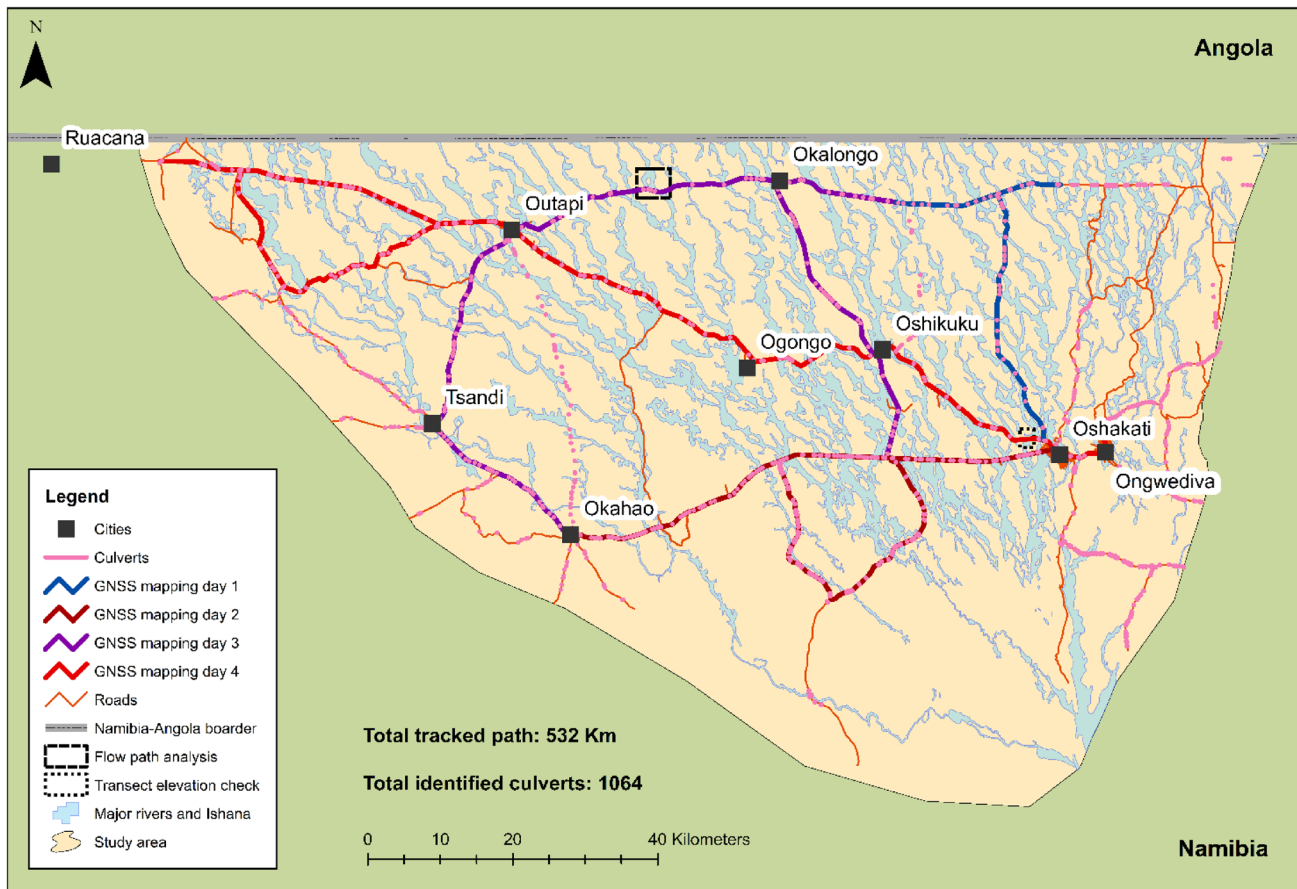 N
Angola
Ruacana
Okalongo
Outapi
Oshikuku
Ogongo
Tsandi
Oshakati
Ongwediva
Okahao
Legend
Cities
Culverts
GNSS mapping day 1
GNSS mapping day 2
GNSS mapping day 3
GNSS mapping day 4
Roads
Namibia-Angola boarder
Flow path analysis
Transect elevation check
Major rivers and Ishana
Study area
Total tracked path: 532 Km
Total identified culverts: 1064
0 10 20 40 Kilometers
Namibia